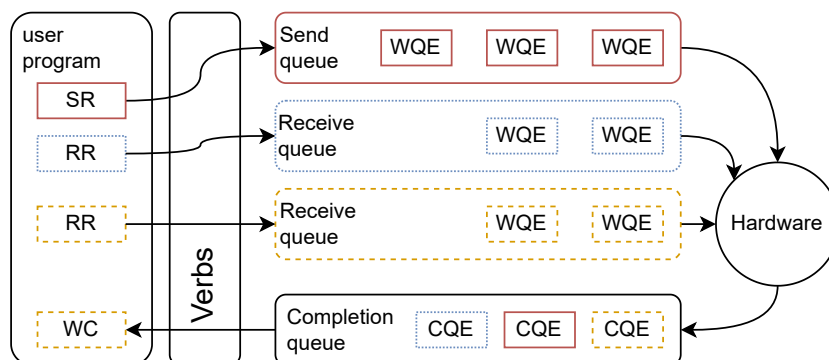 user
program
SR
RR
RR
WC
Verbs
Send
queue
WQE WQE WQE
Receive
queue
WQE WQE
Receive
queue
WQE WQE
Completion
queue
CQE CQE CQE
Hardware